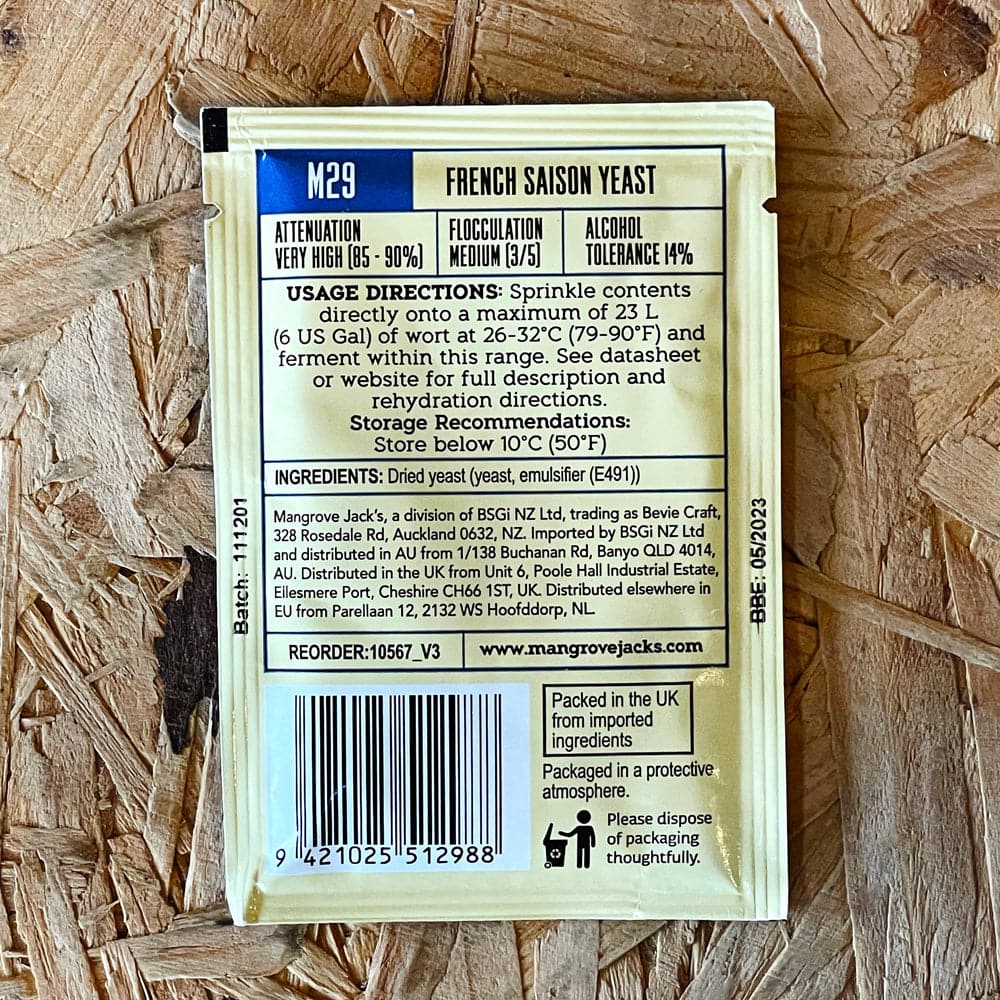 M29
FRENCH SAISON YEAST
ATTENUATION
VERY HIGH (85 - 90%)
FLOCCULATION
MEDIUM (3/5)
ALCOHOL
TOLERANCE 14%
USAGE DIRECTIONS: Sprinkle contents
directly onto a maximum of 23 L
(6 US Gal) of wort at 26-32°C (79-90°F) and
ferment within this range. See datasheet
or website for full description and
rehydration directions.
Storage Recommendations:
Store below 10°C (50°F)
INGREDIENTS: Dried yeast (yeast, emulsifier (E491))
Mangrove Jack's, a division of BSGi NZ Ltd, trading as Bevie Craft,
328 Rosedale Rd, Auckland 0632, NZ. Imported by BSGi NZ Ltd
and distributed in AU from 1/138 Buchanan Rd, Banyo QLD 4014,
AU. Distributed in the UK from Unit 6, Poole Hall Industrial Estate,
Ellesmere Port, Cheshire CH66 1ST, UK. Distributed elsewhere in
EU from Parellaan 12, 2132 WS Hoofddorp, NL.
REORDER:10567_V3
www.mangrovejacks.com
Batch: 111201
BBE: 05/2023
9 421025 512988
Packed in the UK
from imported
ingredients
Packaged in a protective
atmosphere.
Please dispose
of packaging
thoughtfully.